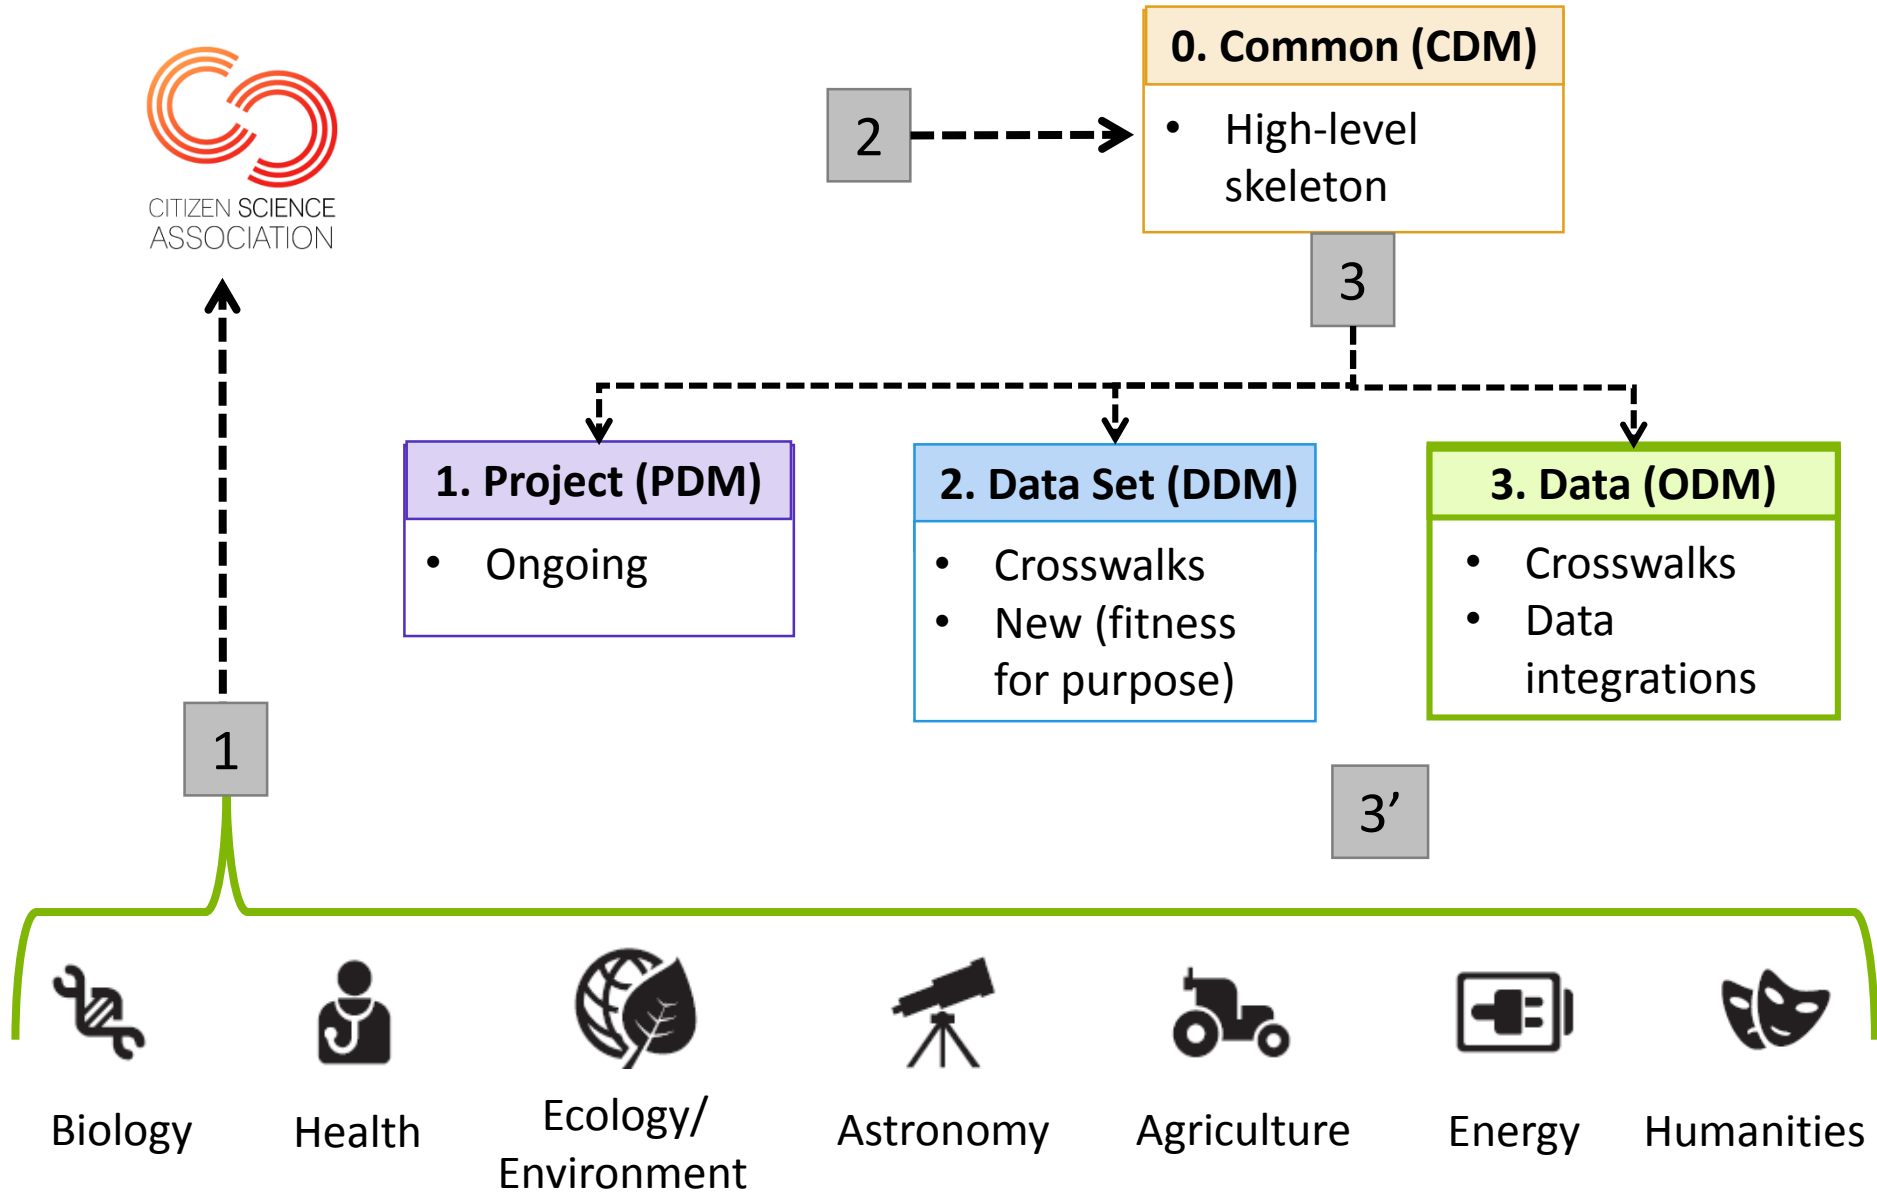 CITIZEN SCIENCE
ASSOCIATION
0. Common (CDM)
• High-level
skeleton
2
3
1. Project (PDM)
• Ongoing
2. Data Set (DDM)
• Crosswalks
• New (fitness
for purpose)
3. Data (ODM)
• Crosswalks
• Data
integrations
1
3’
Biology
Health
Ecology/
Environment
Astronomy
Agriculture
Energy
Humanities